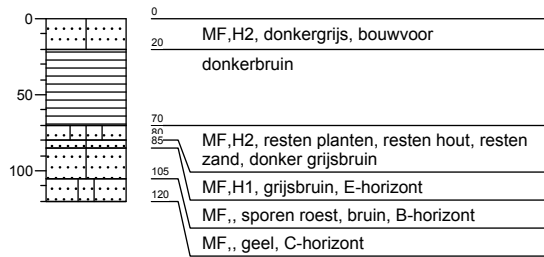 0
50
100
0
MF,H2, donkergrijs, bouwvoor
20
donkerbruin
70
MF,H2, resten planten, resten hout, resten
zand, donker grijsbruin
80
MF,H1, grijsbruin, E-horizont
85
MF,, sporen roest, bruin, B-horizont
105
MF,, geel, C-horizont
120